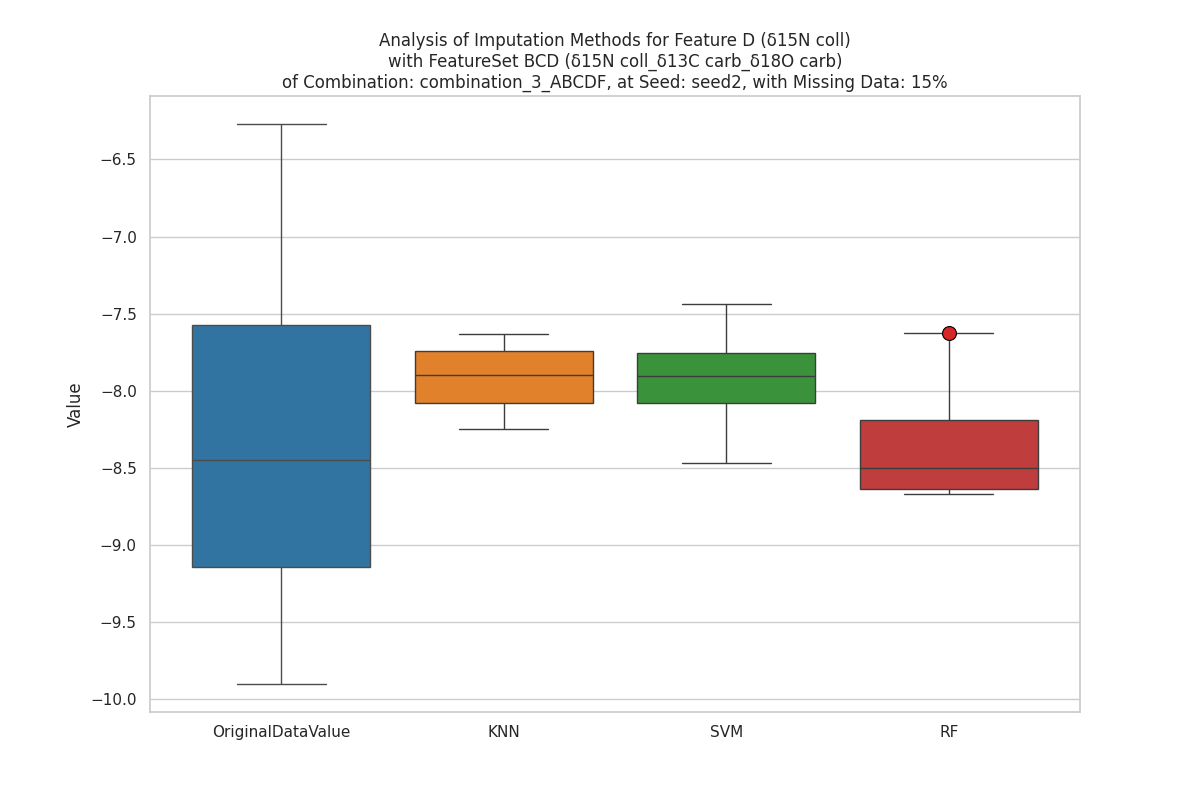 Analysis of Imputation Methods for Feature D (δ15N coll)
with FeatureSet BCD (δ15N coll_δ13C carb_δ18O carb)
of Combination: combination_3_ABCDF, at Seed: seed2, with Missing Data: 15%
Value
−6.5
−7.0
−7.5
−8.0
−8.5
−9.0
−9.5
−10.0
OriginalDataValue
KNN
SVM
RF